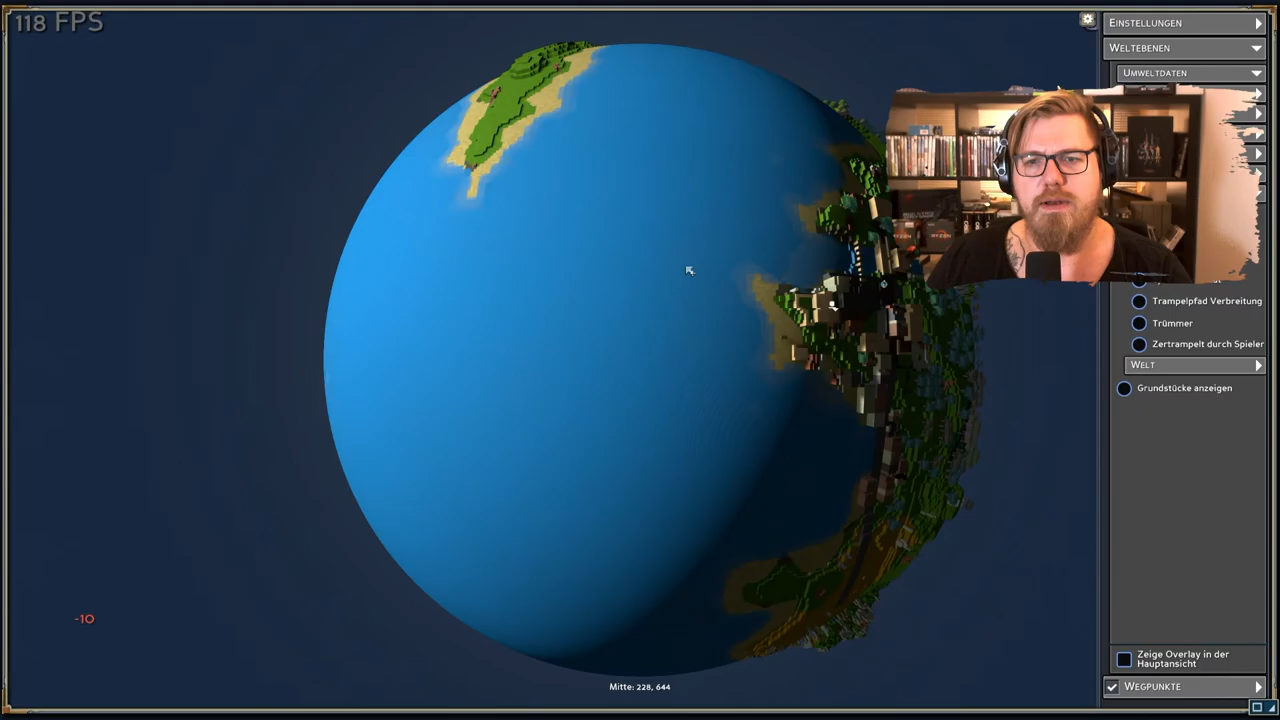 118 FPS
EINSTELLUNGEN
WELTEBENEN
UMWELTDATEN
Trampelpfad Verbreitung
Trümmer
Zertrampelt durch Spieler
WELT
Grundstücke anzeigen
-10
Zeige Overlay in der
Hauptansicht
Mitte: 228, 644
WEGPUNKTE